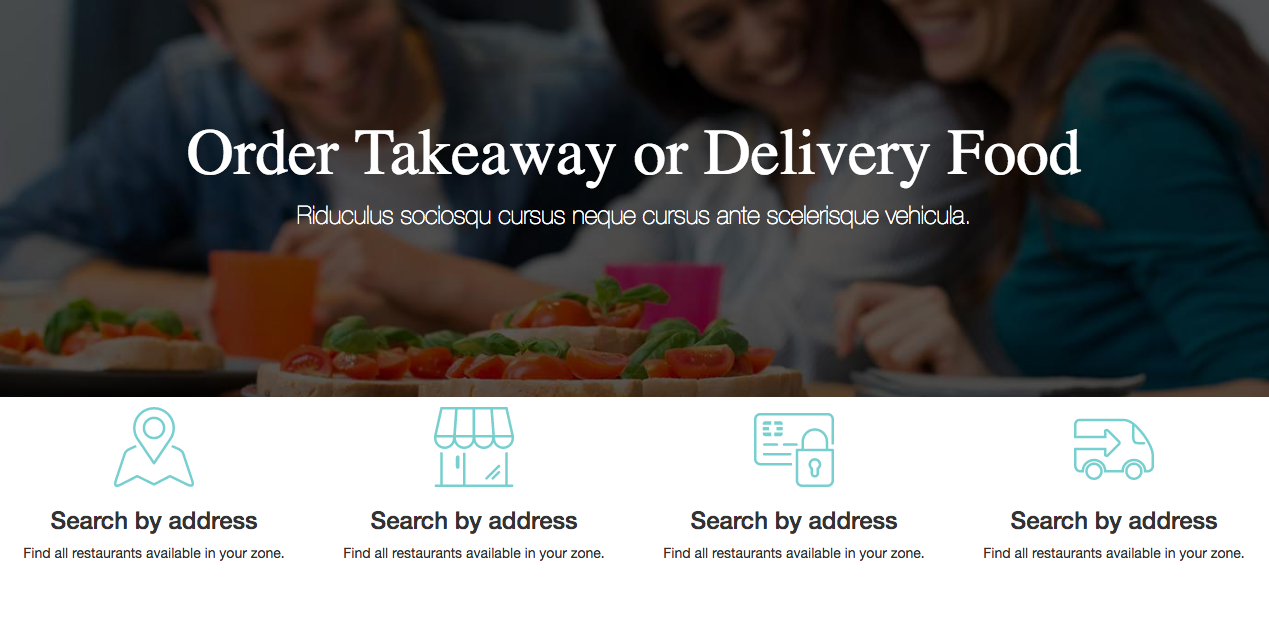 Order Takeaway or Delivery Food
Riduculus sociosqu cursus neque cursus ante scelerisque vehicula.
Search by address
Find all restaurants available in your zone.
Search by address
Find all restaurants available in your zone.
Search by address
Find all restaurants available in your zone.
Search by address
Find all restaurants available in your zone.